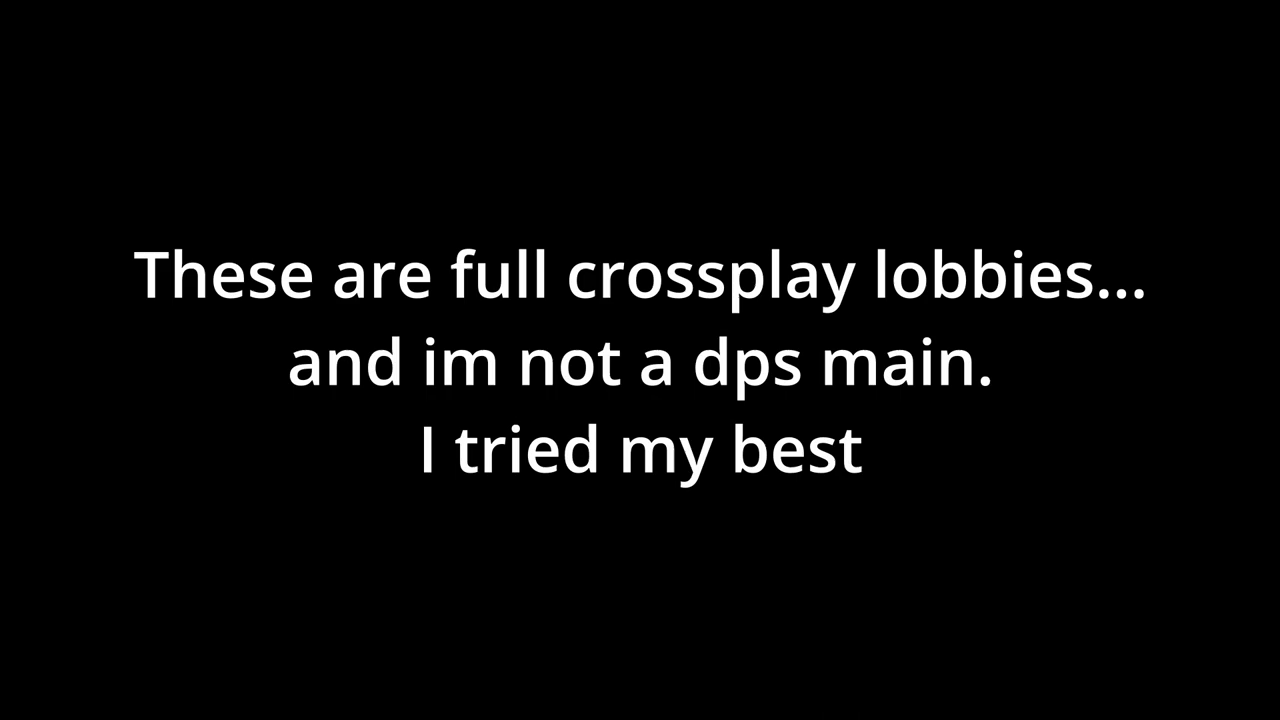 These are full crossplay lobbies...
and im not a dps main.
I tried my best